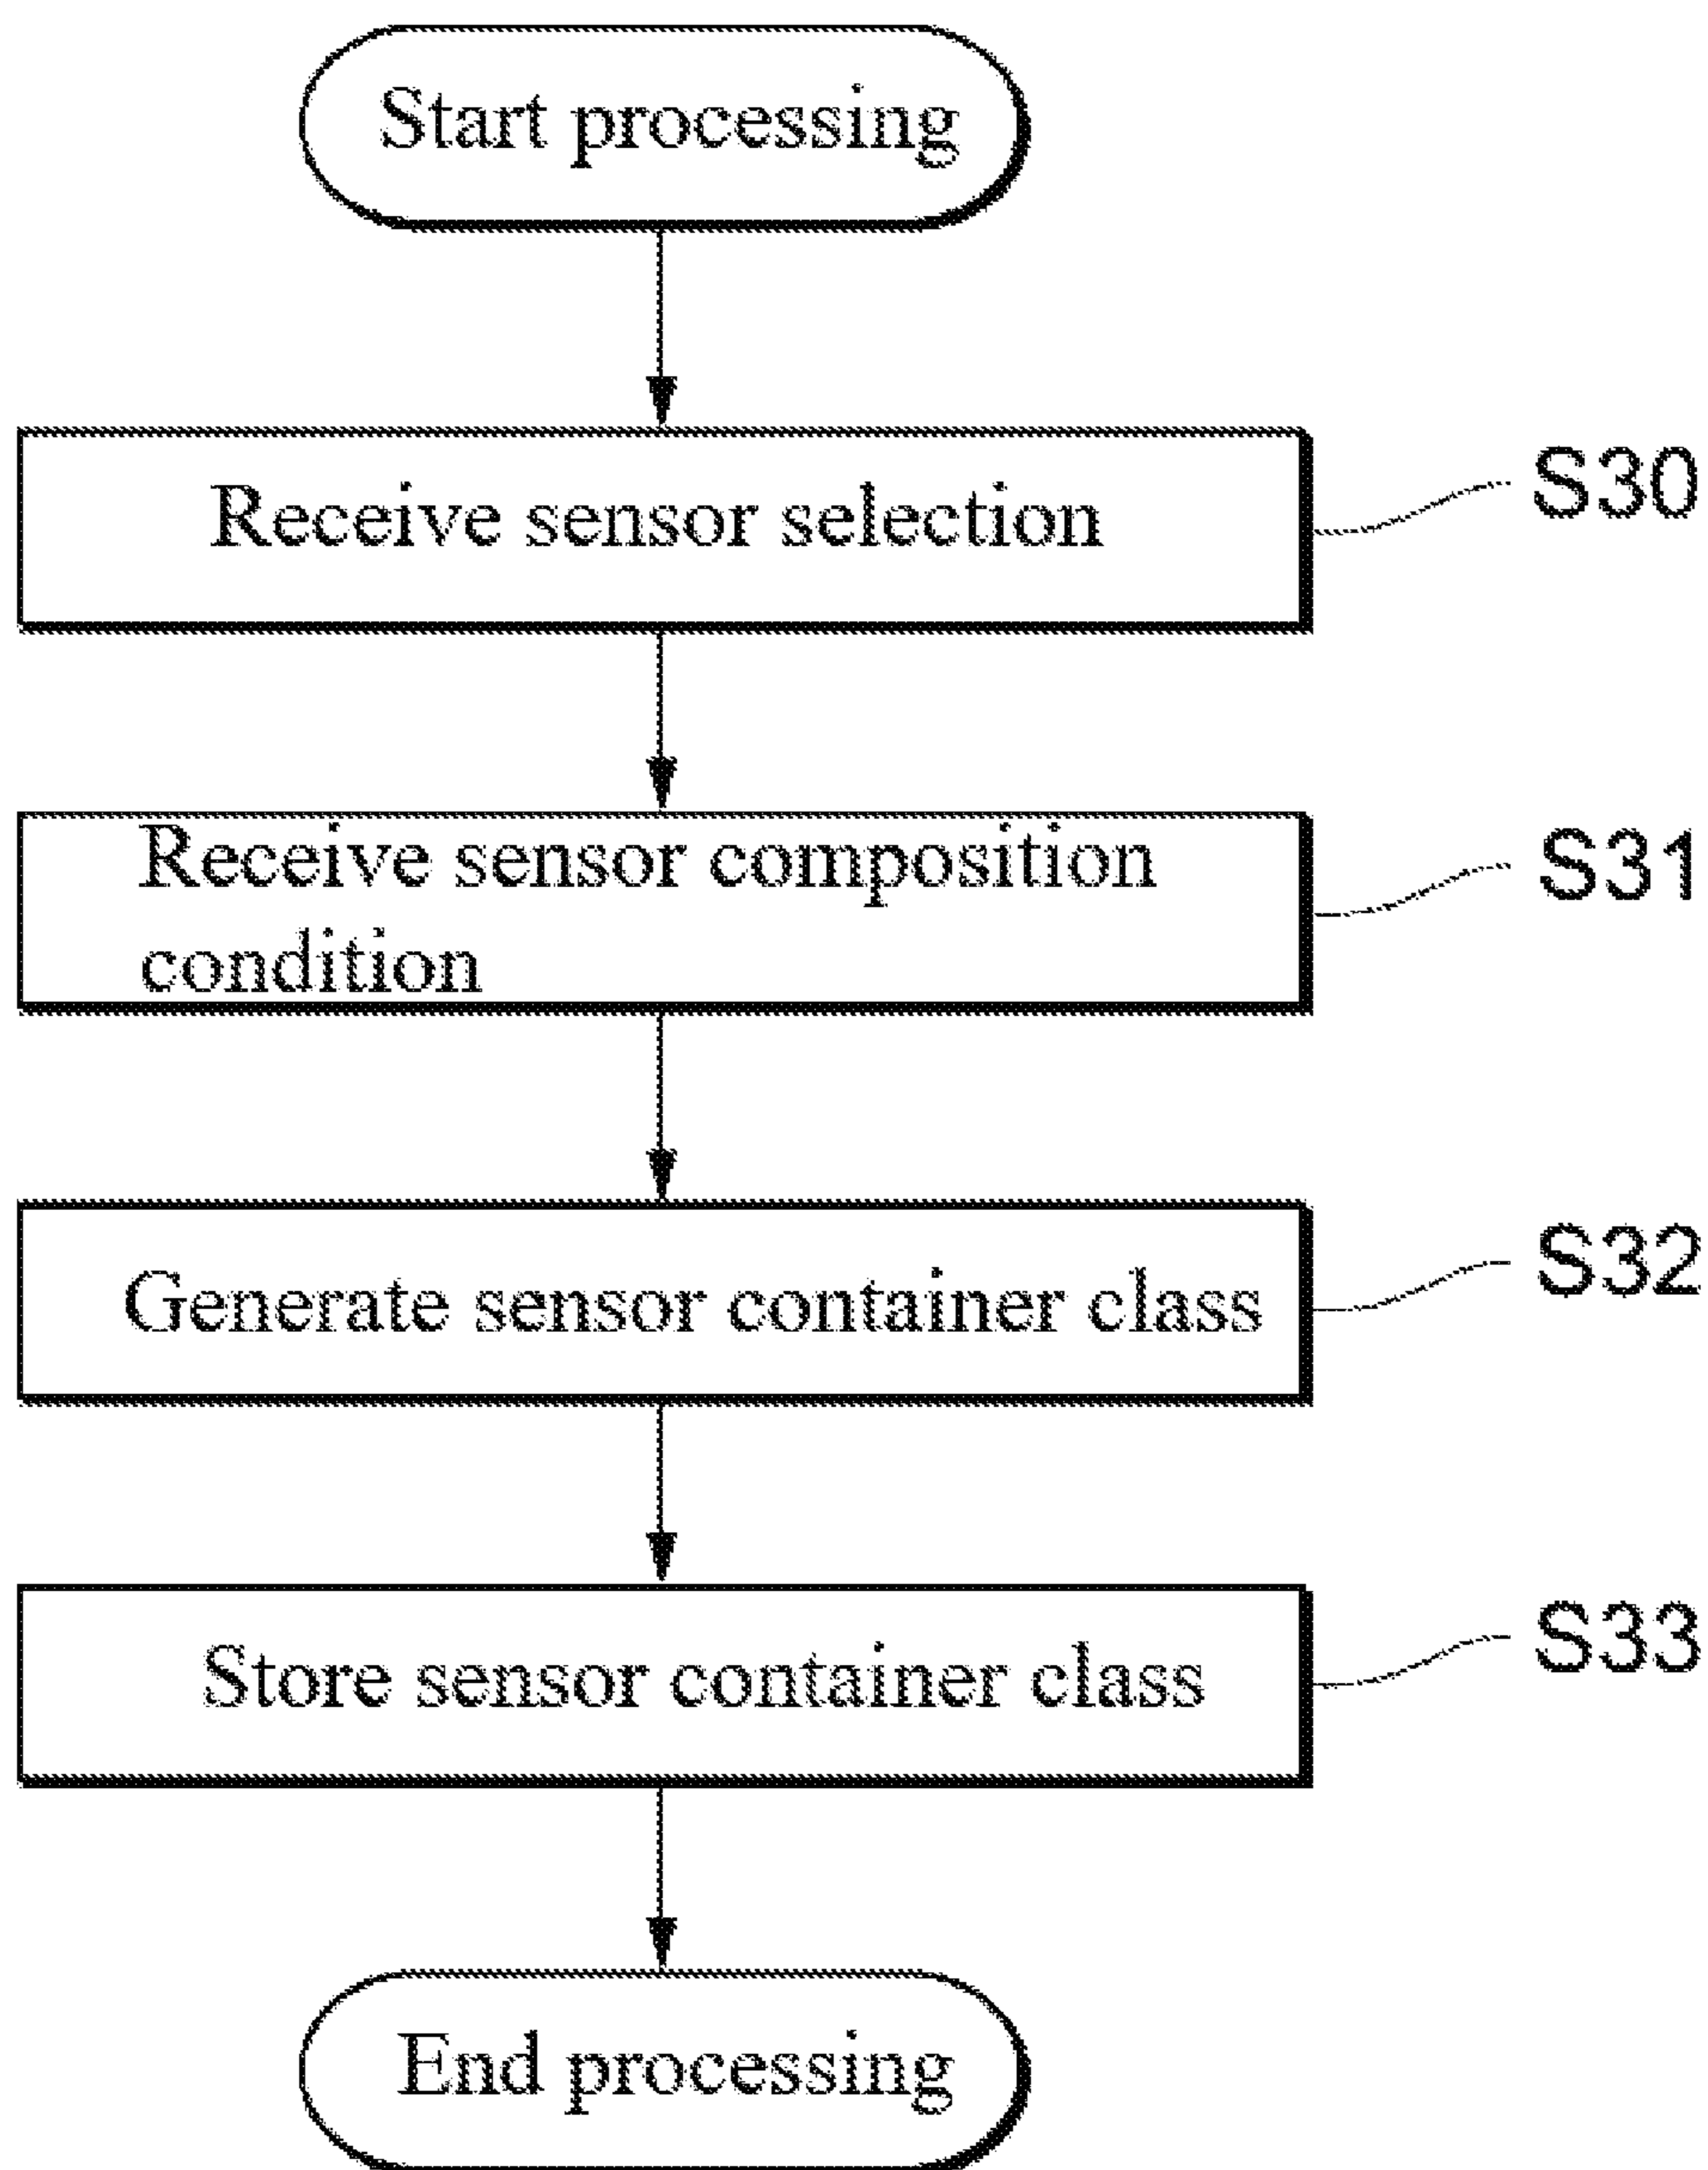 Start processing
Receive sensor selection
S30
Receive sensor composition
condition
S31
Generate sensor container class
S32
Store sensor container class
S33
End processing